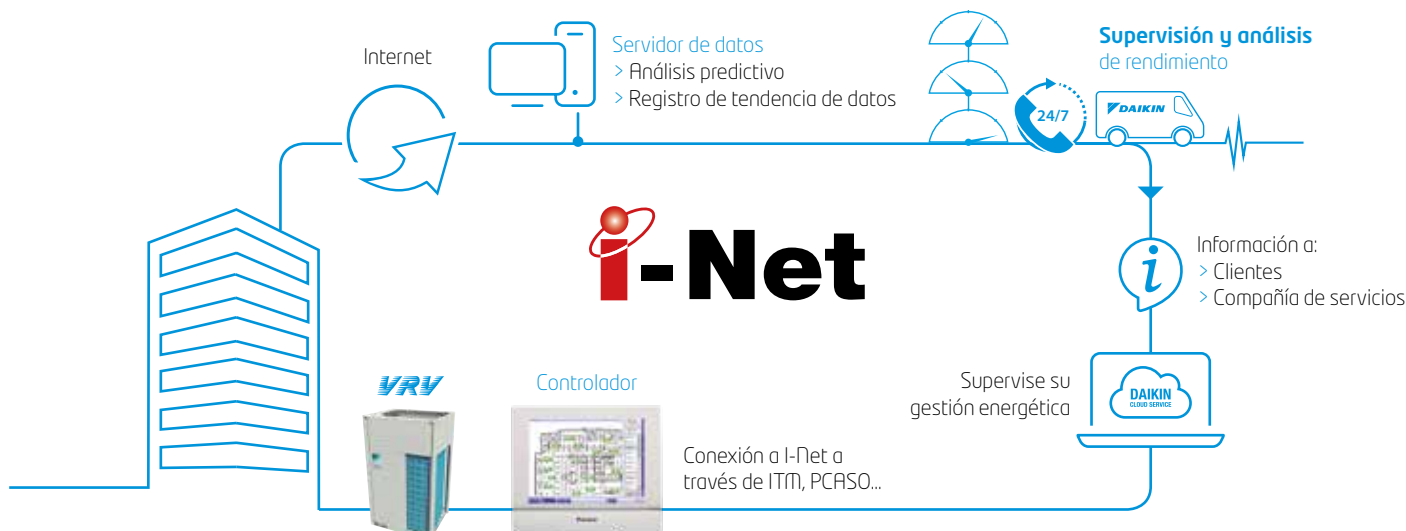 Internet
Servidor de datos
> Análisis predictivo
> Registro de tendencia de datos
24/7
DAIKIN
Supervisión y análisis
de rendimiento
i-Net
Información a:
> Clientes
> Compañía de servicios
VRV
Controlador
Conexión a I-Net a
través de ITM, PCASO...
Supervise su
gestión energética
DAIKIN
CLOUD SERVICE